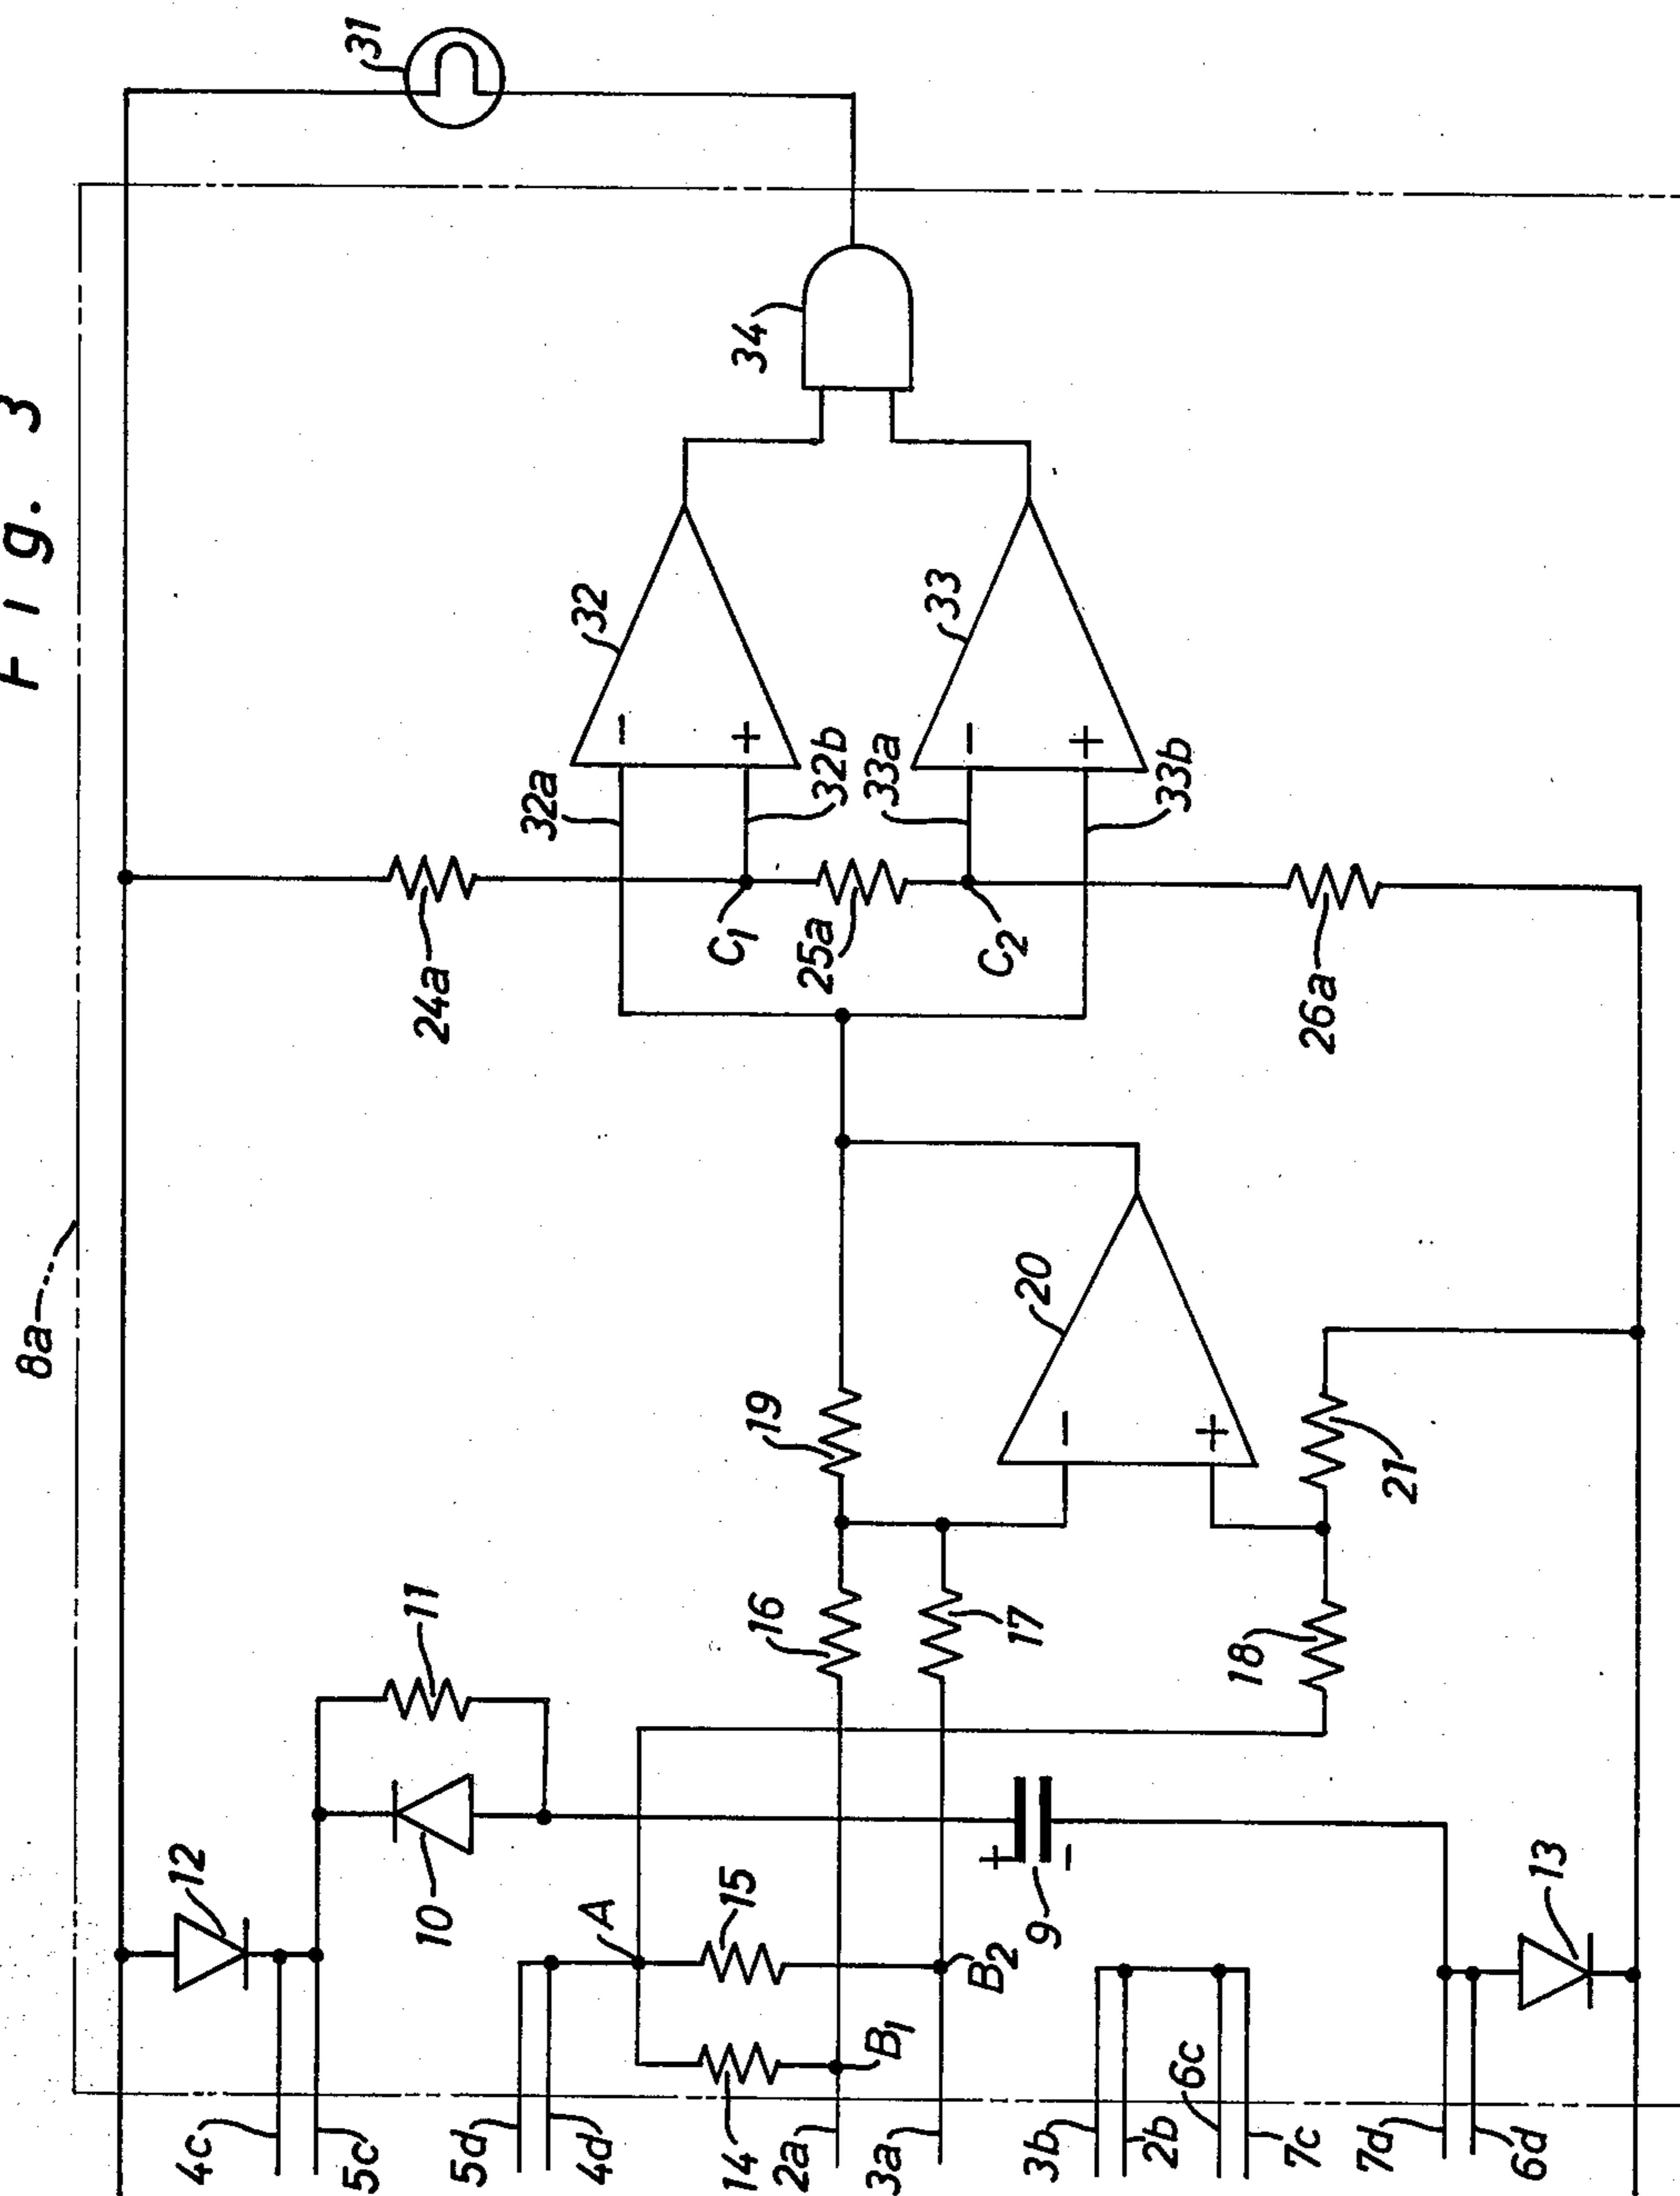 Fig. 3
8a
31
34
32
33
32a
32b
33a
33b
-
+
-
+
24a
C1
25a
C2
26a
20
-
+
19
21
16
17
18
11
10
12
15
A
+
-
9
13
B2
B1
14
4c
5c
5d
4d
2a
3a
3b
2b
6c
7c
7d
6d